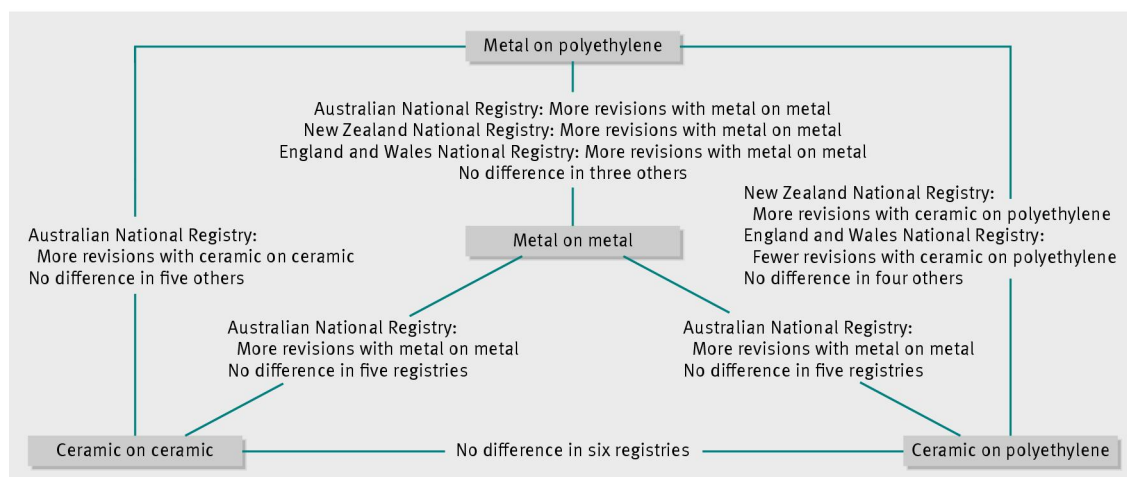 Metal on polyethylene
Australian National Registry: More revisions with metal on metal
New Zealand National Registry: More revisions with metal on metal
England and Wales National Registry: More revisions with metal on metal
No difference in three others
New Zealand National Registry:
More revisions with ceramic on polyethylene
England and Wales National Registry:
Fewer revisions with ceramic on polyethylene
No difference in four others
Australian National Registry:
More revisions with ceramic on ceramic
No difference in five others
Metal on metal
Australian National Registry:
More revisions with metal on metal
No difference in five registries
Australian National Registry:
More revisions with metal on metal
No difference in five registries
Ceramic on ceramic
No difference in six registries
Ceramic on polyethylene